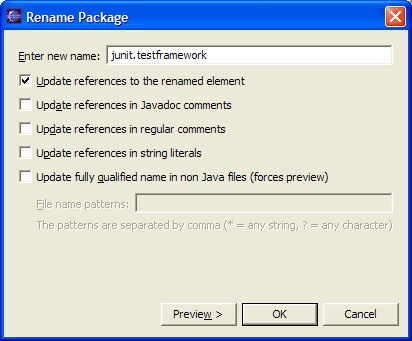 Rename Package
Enter new name: junit.testframework
Update references to the renamed element
Update references in Javadoc comments
Update references in regular comments
Update references in string literals
Update fully qualified name in non Java files (forces preview)
File name patterns:
The patterns are separated by comma (* = any string, ? = any character)
Preview > OK Cancel